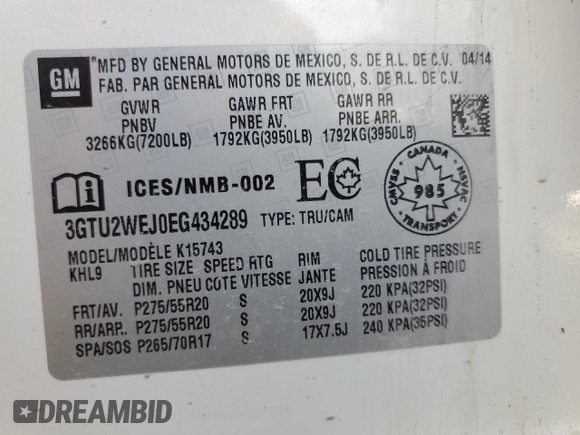 GM
*MFD BY GENERAL MOTORS DE MEXICO, S. DE R.L. DE C.V. 04/14
FAB. PAR GENERAL MOTORS DE MEXICO, S. DE R.L. DE C.V.
GVWR GAWR FRT GAWR RR
PNBV PNBE AV. PNBE ARR.
3266KG(7200LB) 1792KG(3950LB) 1792KG(3950LB)
ICES/NMB-002 EC
CANADA
CMVSS NSVAC
985
TRANSPORT
3GTU2WEJ0EG434289 TYPE: TRU/CAM
MODEL/MODÈLE K15743
KHL9 TIRE SIZE SPEED RTG RIM COLD TIRE PRESSURE
DIM. PNEU COTE VITESSE JANTE PRESSION À FROID
FRT/AV. P275/55R20 S 20X9J 220 KPA(32PSI)
RR/ARR. P275/55R20 S 20X9J 220 KPA(32PSI)
SPA/SOS P265/70R17 S 17X7.5J 240 KPA(35PSI)
DREAMBID